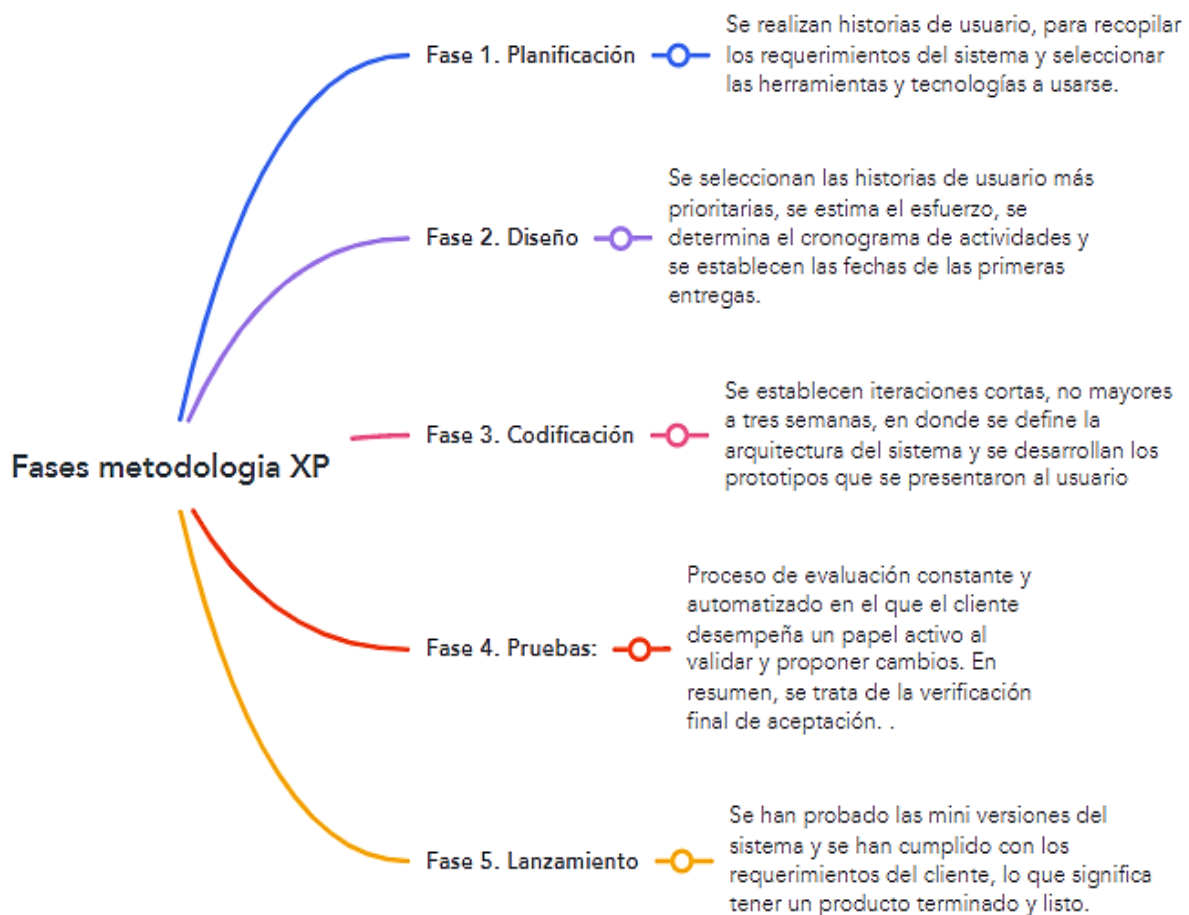 Fase 1. Planificación
Se realizan historias de usuario, para recopilar
los requerimientos del sistema y seleccionar
las herramientas y tecnologías a usarse.
Fase 2. Diseño
Se seleccionan las historias de usuario más
prioritarias, se estima el esfuerzo, se
determina el cronograma de actividades y
se establecen las fechas de las primeras
entregas.
Fases metodologia XP
Fase 3. Codificación
Se establecen iteraciones cortas, no mayores
a tres semanas, en donde se define la
arquitectura del sistema y se desarrollan los
prototipos que se presentaron al usuario
Fase 4. Pruebas:
Proceso de evaluación constante y
automatizado en el que el cliente
desempeña un papel activo al
validar y proponer cambios. En
resumen, se trata de la verificación
final de aceptación. .
Fase 5. Lanzamiento
Se han probado las mini versiones del
sistema y se han cumplido con los
requerimientos del cliente, lo que significa
tener un producto terminado y listo.